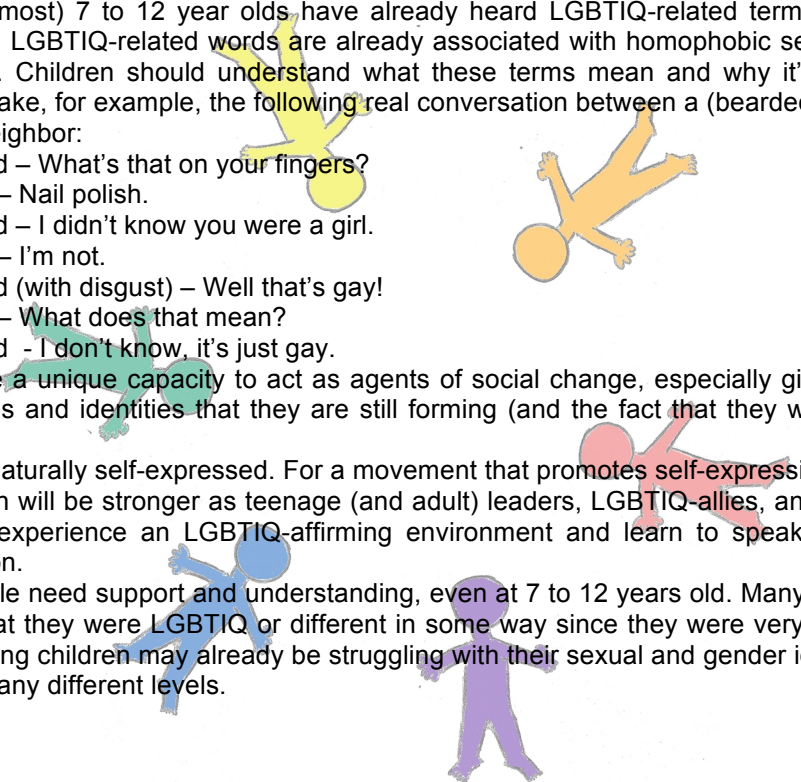 most) 7 to 12 year olds have already heard LGBTIQ-related term
LGBTIQ-related words are already associated with homophobic se
. Children should understand what these terms mean and why it'
ake, for example, the following real conversation between a (bearded
eighbor:
d – What's that on your fingers?
– Nail polish.
d – I didn't know you were a girl.
– I'm not.
d (with disgust) – Well that's gay!
– What does that mean?
d - I don't know, it's just gay.
e a unique capacity to act as agents of social change, especially gi
s and identities that they are still forming (and the fact that they w
aturally self-expressed. For a movement that promotes self-expressi
n will be stronger as teenage (and adult) leaders, LGBTIQ-allies, an
experience an LGBTIQ-affirming environment and learn to speak
on.
le need support and understanding, even at 7 to 12 years old. Many
at they were LGBTIQ or different in some way since they were very
ng children may already be struggling with their sexual and gender i
any different levels.